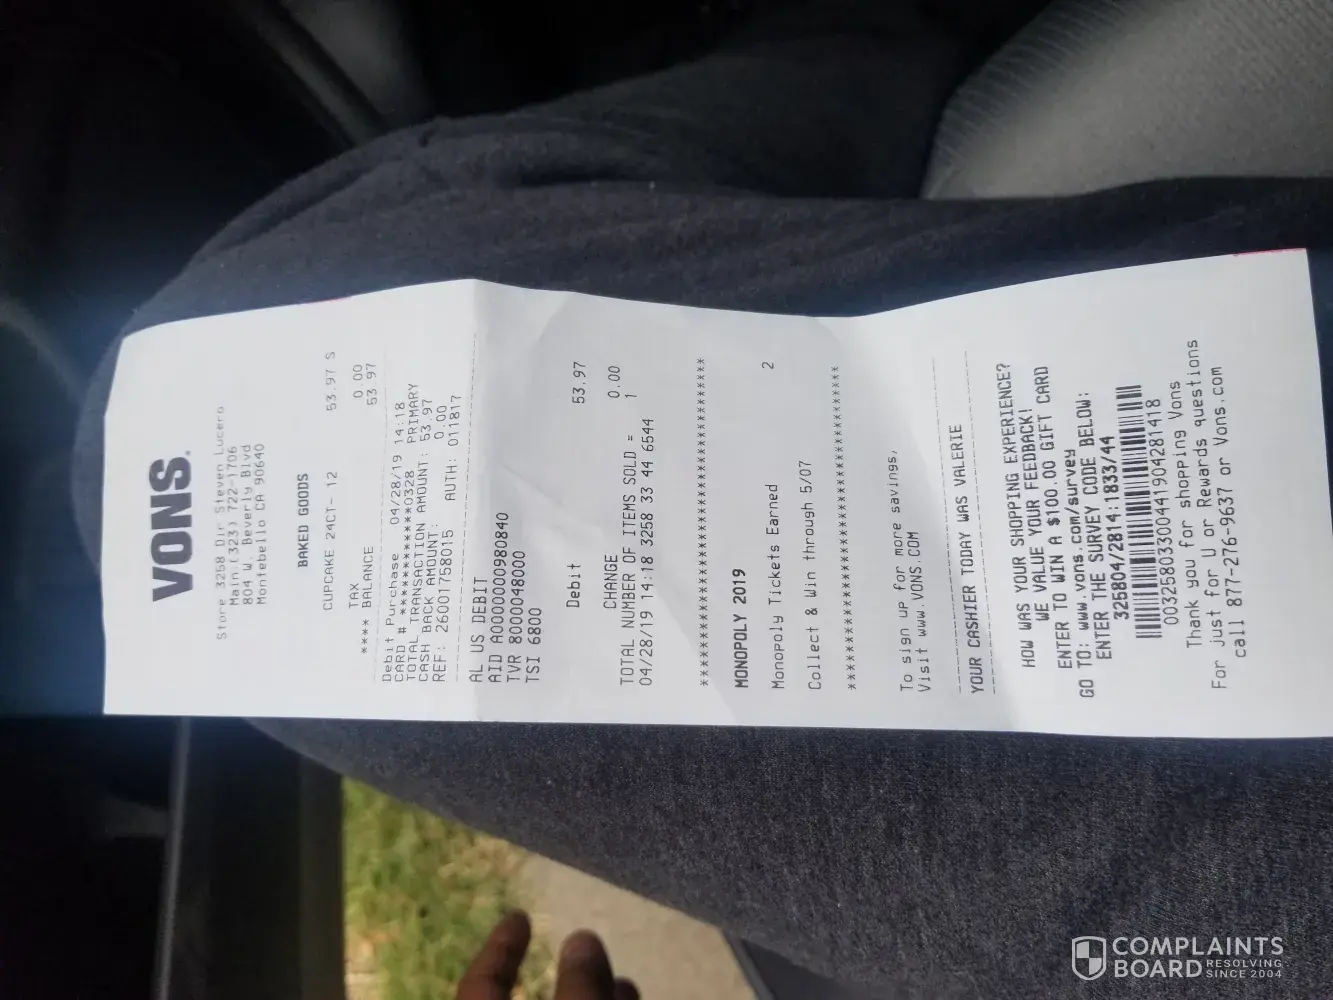 VONS.
Store 3258 Dir Steven Lucero
Main:(323) 722-1706
804 W. Beverly Blvd
Montebello CA 90640
BAKED GOODS
CUPCAKE 24CT- 12 53.97 S
TAX 0.00
**** BALANCE 53.97
Debit Purchase 04/28/19 14:18
CARD # ************0328 PRIMARY
TOTAL TRANSACTION AMOUNT: 53.97
CASH BACK AMOUNT: 0.00
REF: 26001758015 AUTH: 011817
AL US DEBIT
AID A0000000980840
TVR 8000048000
TSI 6800
Debit 53.97
CHANGE 0.00
TOTAL NUMBER OF ITEMS SOLD = 1
04/28/19 14:18 3258 33 44 6544
****************************************
MONOPOLY 2019
Monopoly Tickets Earned 2
Collect & Win through 5/07
****************************************
To sign up for more savings,
Visit www.VONS.COM
YOUR CASHIER TODAY WAS VALERIE
HOW WAS YOUR SHOPPING EXPERIENCE?
WE VALUE YOUR FEEDBACK!
ENTER TO WIN A $100.00 GIFT CARD
GO TO: www.vons.com/survey
ENTER THE SURVEY CODE BELOW:
325804/2814:1833/44
00325803300441904281418
Thank you for shopping Vons
For Just for U or Rewards questions
call 877-276-9637 or Vons.com
COMPLAINTS
BOARD RESOLVING
SINCE 2004